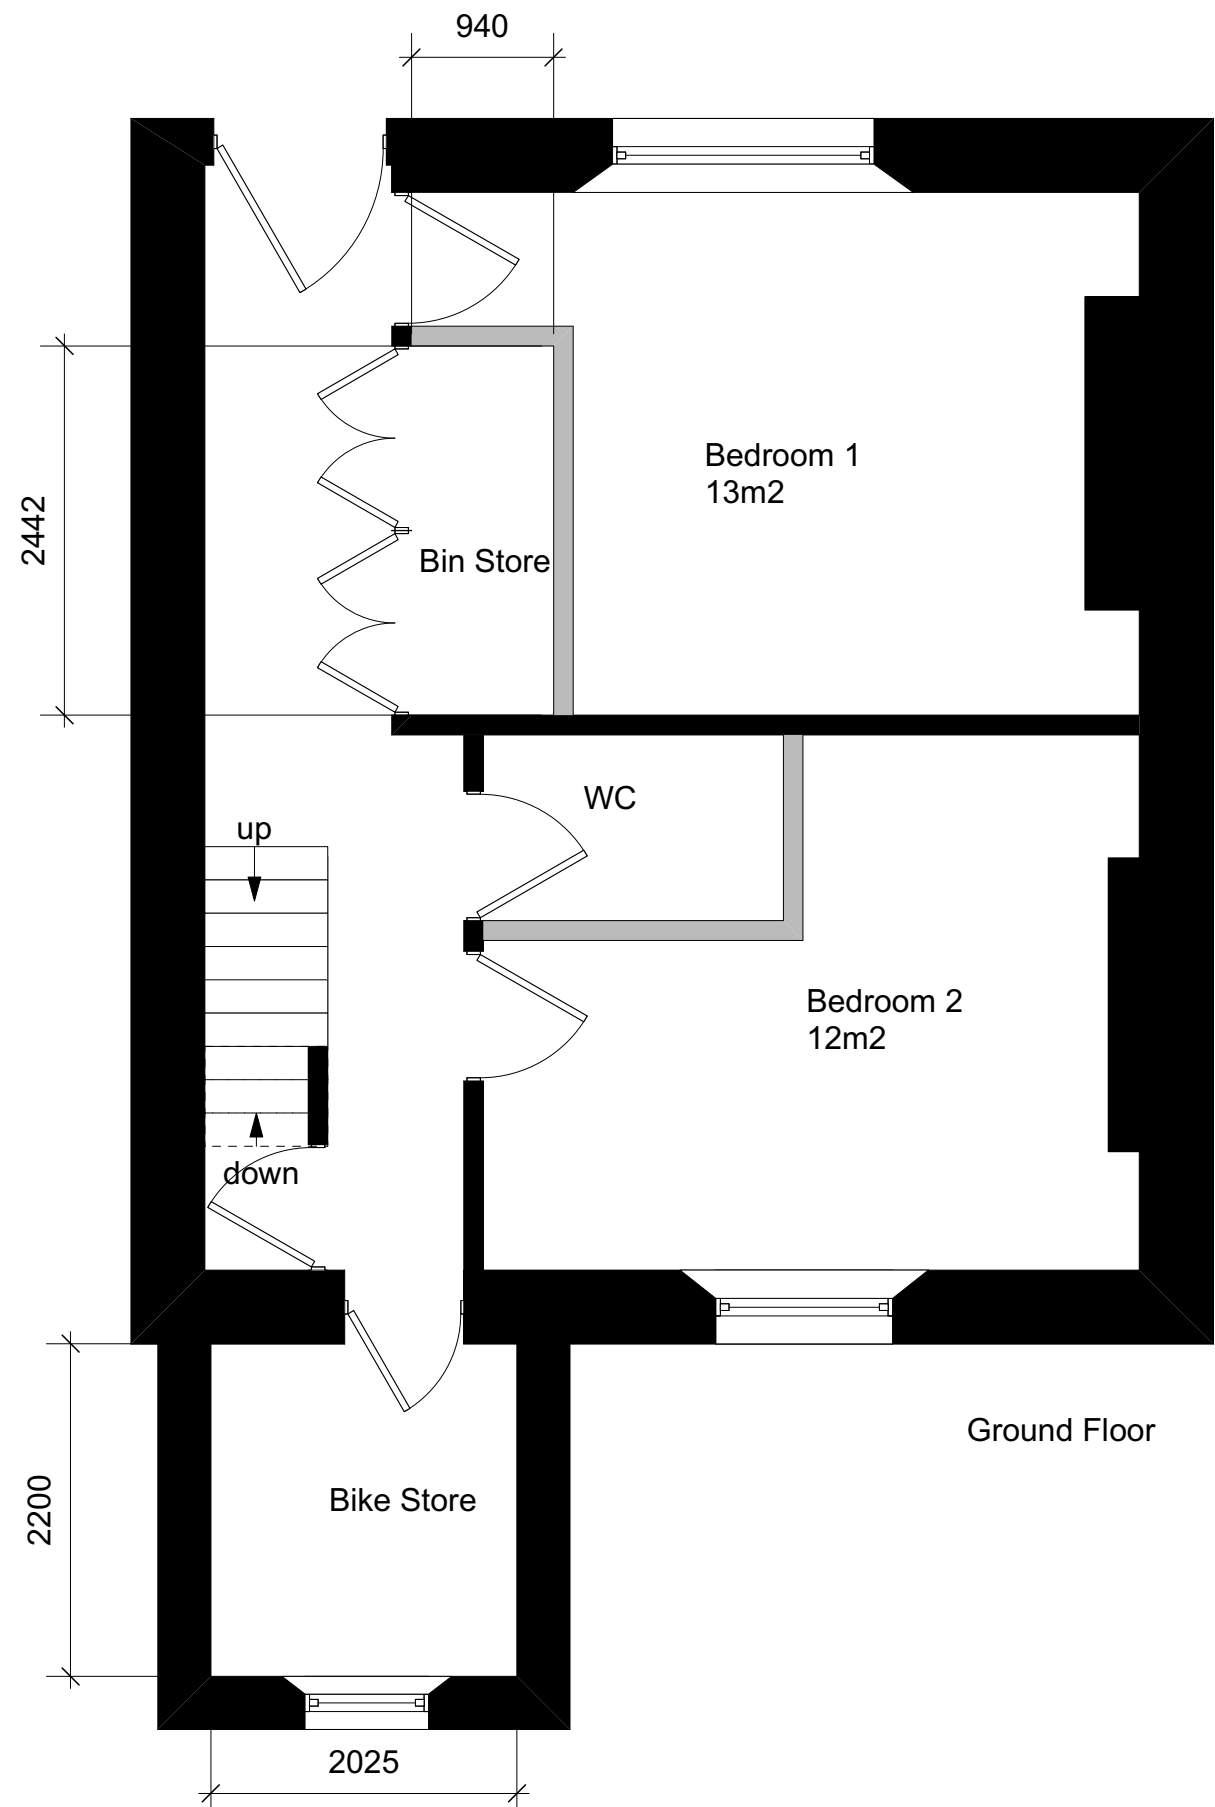 940
Bedroom 1
13m2
2442
Bin Store
WC
up
Bedroom 2
12m2
down
Ground Floor
Bike Store
2200
2025